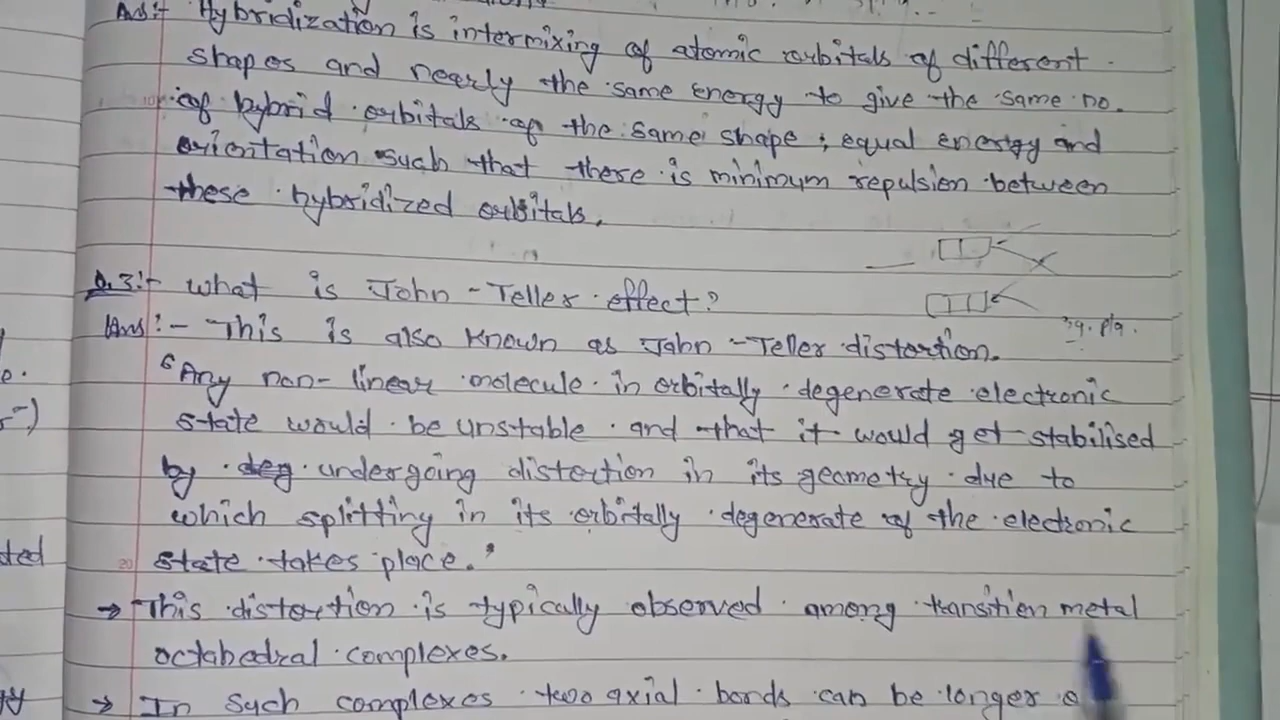 Ans:- Hybridization is intermixing of atomic orbitals of different
shapes and nearly the same energy to give the same no.
of hybrid orbitals of the same shape, equal energy and
orientation such that there is minimum repulsion between
these hybridized orbitals.
Q.3:- What is John-Teller effect?
Ans:- This is also known as Jahn-Teller distortion.
sq. pla.
'Any non-linear molecule in orbitally degenerate electronic
state would be unstable and that it would get stabilised
by deg undergoing distortion in its geometry due to
which splitting in its orbitally degenerate of the electronic
20 state takes place.'
→ This distortion is typically observed among transition metal
octahedral complexes.
→ In such complexes two axial bonds can be longer